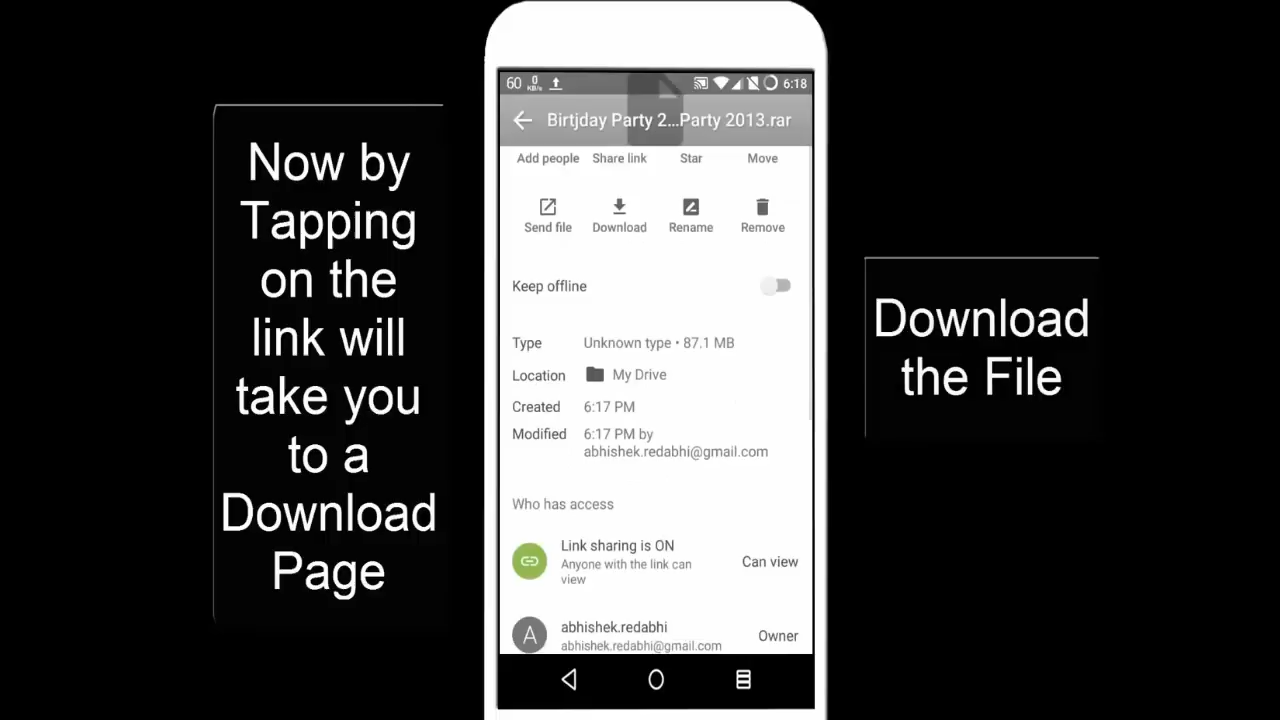 Now by
Tapping
on the
link will
take you
to a
Download
Page
60 0 KB/s 6:18
Birtjday Party 2...Party 2013.rar
Add people Share link Star Move
Send file Download Rename Remove
Keep offline
Type Unknown type • 87.1 MB
Location My Drive
Created 6:17 PM
Modified 6:17 PM by
abhishek.redabhi@gmail.com
Who has access
Link sharing is ON
Anyone with the link can
view
Can view
A
abhishek.redabhi
abhishek.redabhi@gmail.com
Owner
Download
the File